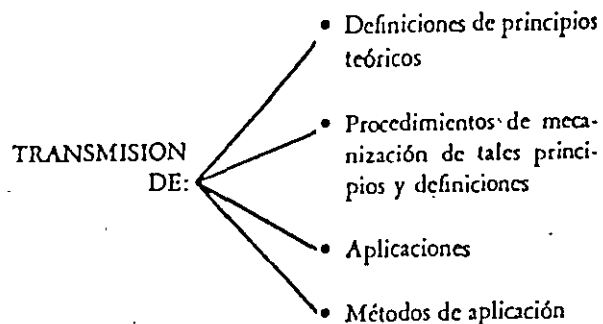 • Definiciones de principios
teóricos
• Procedimientos de meca-
nización de tales princi-
pios y definiciones
TRANSMISION
DE:
• Aplicaciones
• Métodos de aplicación